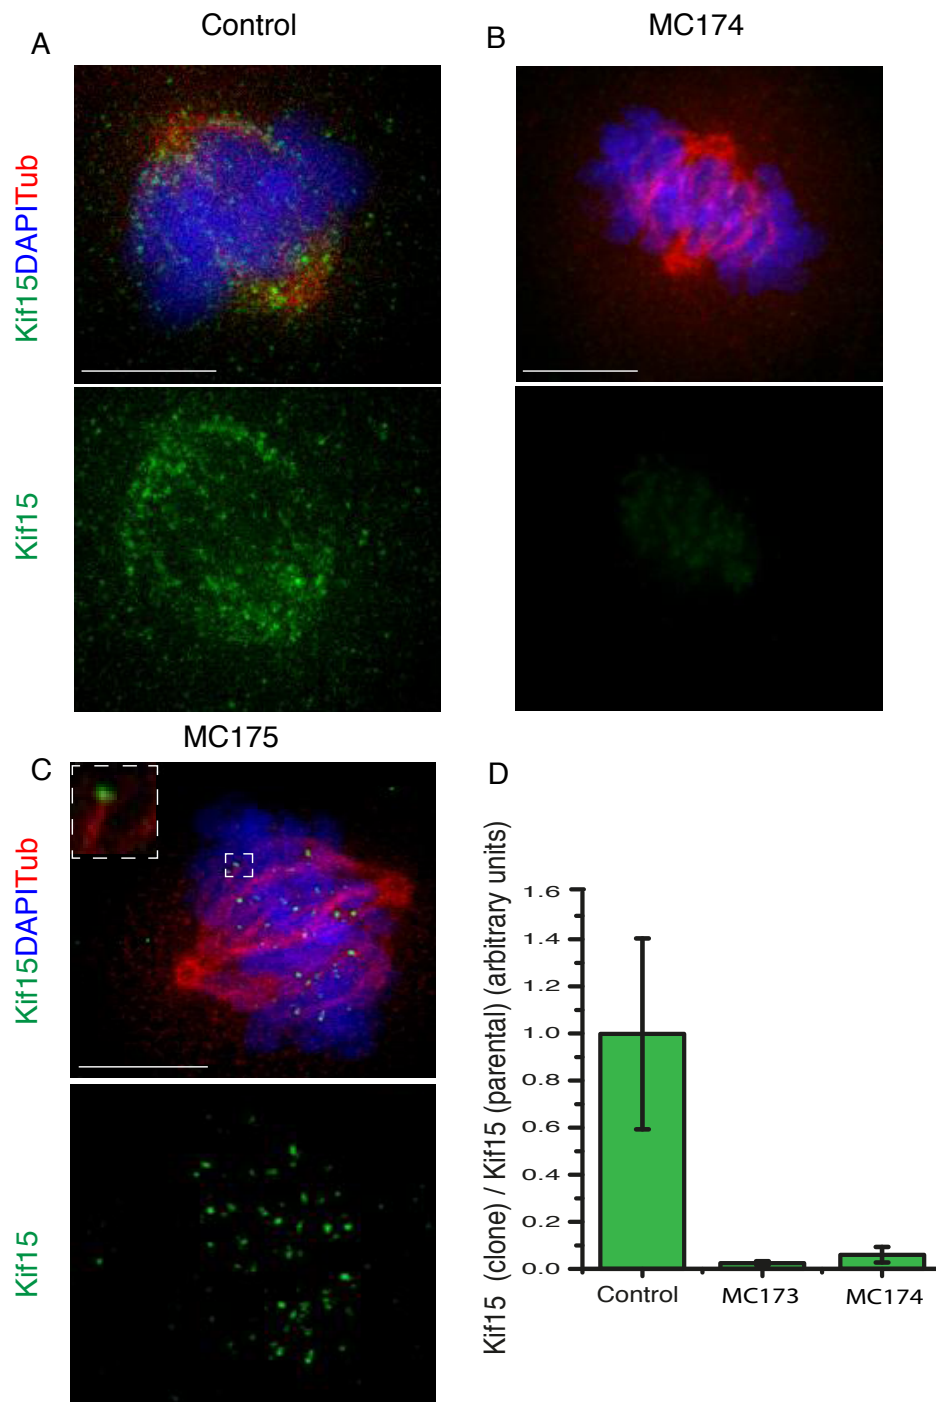 A
Control
B
MC174
Kif15DAPITub
Kif15
MC175
C
Kif15DAPITub
Kif15
D
Kif15 (clone) / Kif15 (parental) (arbitrary units)
1.6
1.4
1.2
1.0
0.8
0.6
0.4
0.2
0.0
Control
MC173
MC174